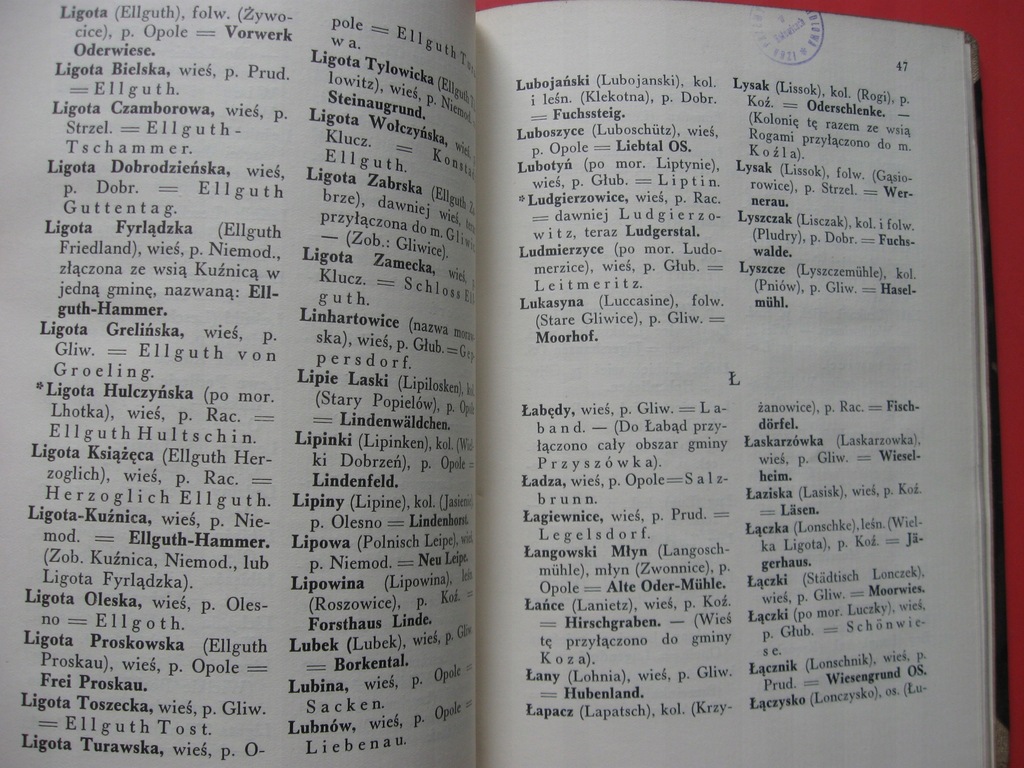 Ligota (Ellguth), folw. (Żywo-
cice), p. Opole = Vorwerk
Oderwiese.
Ligota Bielska, wieś, p. Prud.
= Ellguth.
Ligota Czamborowa, wieś, p.
Strzel. = Ellguth-
Tschammer.
Ligota Dobrodzieńska, wieś,
p. Dobr. = Ellguth
Guttentag.
Ligota Fyrlądzka (Ellguth
Friedland), wieś, p. Niemod.,
złączona ze wsią Kuźnicą w
jedną gminę, nazwaną: Ell-
guth-Hammer.
Ligota Grelińska, wieś, p.
Gliw. = Ellguth von
Groeling.
*Ligota Hulczyńska (po mor.
Lhotka), wieś, p. Rac. =
Ellguth Hultschin.
Ligota Książęca (Ellguth Her-
zoglich), wieś, p. Rac. =
Herzoglich Ellguth.
Ligota-Kuźnica, wieś, p. Nie-
mod. = Ellguth-Hammer.
(Zob. Kuźnica, Niemod., lub
Ligota Fyrlądzka).
Ligota Oleska, wieś, p. Oles-
no = Ellgoth.
Ligota Proskowska (Ellguth
Proskau), wieś, p. Opole =
Frei Proskau.
Ligota Toszecka, wieś, p. Gliw.
= Ellguth Tost.
Ligota Turawska, wieś, p. O-
pole = Ellguth
wa.
Ligota Tylowicka (Ellguth
lowitz), wieś, p. Niemod.
Steinaugrund.
Ligota Wołczyńska, wieś,
Klucz. =
Ellguth.
Ligota Zabrska (Ellguth
brze), dawniej wieś,
przyłączona do m. Gliwic
— (Zob.: Gliwice).
Ligota Zamecka, wieś,
Klucz. = Schloss
guth.
Linhartowice (nazwa
ska), wieś, p. Głub. =
persdorf.
Lipie Laski (Lipilosken),
(Stary Popielów), p.
= Lindenwäldchen.
Lipinki (Lipinken), kol.
ki Dobrzeń), p. Opole =
Lindenfeld.
Lipiny (Lipine), kol.
p. Olesno = Lindenhorst.
Lipowa (Polnisch Leipe),
p. Niemod. = Neu Leipe.
Lipowina (Lipowina), leśn
(Roszowice), p. Koź. =
Forsthaus Linde.
Lubek (Lubek), wieś, p. Gliw
= Borkental.
Lubina, wieś, p. Opole =
Sacken.
Lubnów, wieś, p. Opole =
Liebenau.
47
Lubojański (Lubojanski), kol.
i leśn. (Klekotna), p. Dobr.
= Fuchssteig.
Luboszyce (Luboschütz), wieś,
p. Opole = Liebtal OS.
Lubotyń (po mor. Liptynie),
wieś, p. Głub. = Liptin.
*Ludgierzowice, wieś, p. Rac.
= dawniej Ludgierzo-
witz, teraz Ludgerstal.
Ludmierzyce (po mor. Ludo-
merzice), wieś, p. Głub. =
Leitmeritz.
Lukasyna (Luccasine), folw.
(Stare Gliwice), p. Gliw. =
Moorhof.
Lysak (Lissok), kol. (Rogi), p.
Koź. = Oderschlenke. —
(Kolonię tę razem ze wsią
Rogami przyłączono do m.
Koźla).
Lysak (Lissok), folw. (Gąsio-
rowice), p. Strzel. = Wer-
nerau.
Lyszczak (Lisczak), kol. i folw.
(Pludry), p. Dobr. = Fuchs-
walde.
Lyszcze (Lyszczemühle), kol.
(Pniów), p. Gliw. = Hasel-
mühl.
Ł
Łabędy, wieś, p. Gliw. = La-
band. — (Do Łabąd przy-
łączono cały obszar gminy
Przyszówka).
Ładza, wieś, p. Opole = Salz-
brunn.
Łagiewnice, wieś, p. Prud. =
Legelsdorf.
Łangowski Młyn (Langosch-
mühle), młyn (Zwonnice), p.
Opole = Alte Oder-Mühle.
Łańce (Lanietz), wieś, p. Koź.
= Hirschgraben. — (Wieś
tę przyłączono do gminy
Koza).
Łany (Lohnia), wieś, p. Gliw.
= Hubenland.
Łapacz (Lapatsch), kol. (Krzy-
żanowice), p. Rac. = Fisch-
dörfel.
Łaskarzówka (Laskarzowka),
wieś, p. Gliw. = Wiesel-
heim.
Łaziska (Lasisk), wieś, p. Koź.
= Läsen.
Łączka (Lonschke), leśn. (Wiel-
ka Ligota), p. Koź. = Jä-
gerhaus.
Łączki (Städtisch Lonczek),
wieś, p. Gliw. = Moorwies.
Łączki (po mor. Luczky), wieś,
p. Głub. = Schönwie-
se.
Łącznik (Lonschnik), wieś, p.
Prud. = Wiesengrund OS.
Łączysko (Lonczysko), os. (Łu-